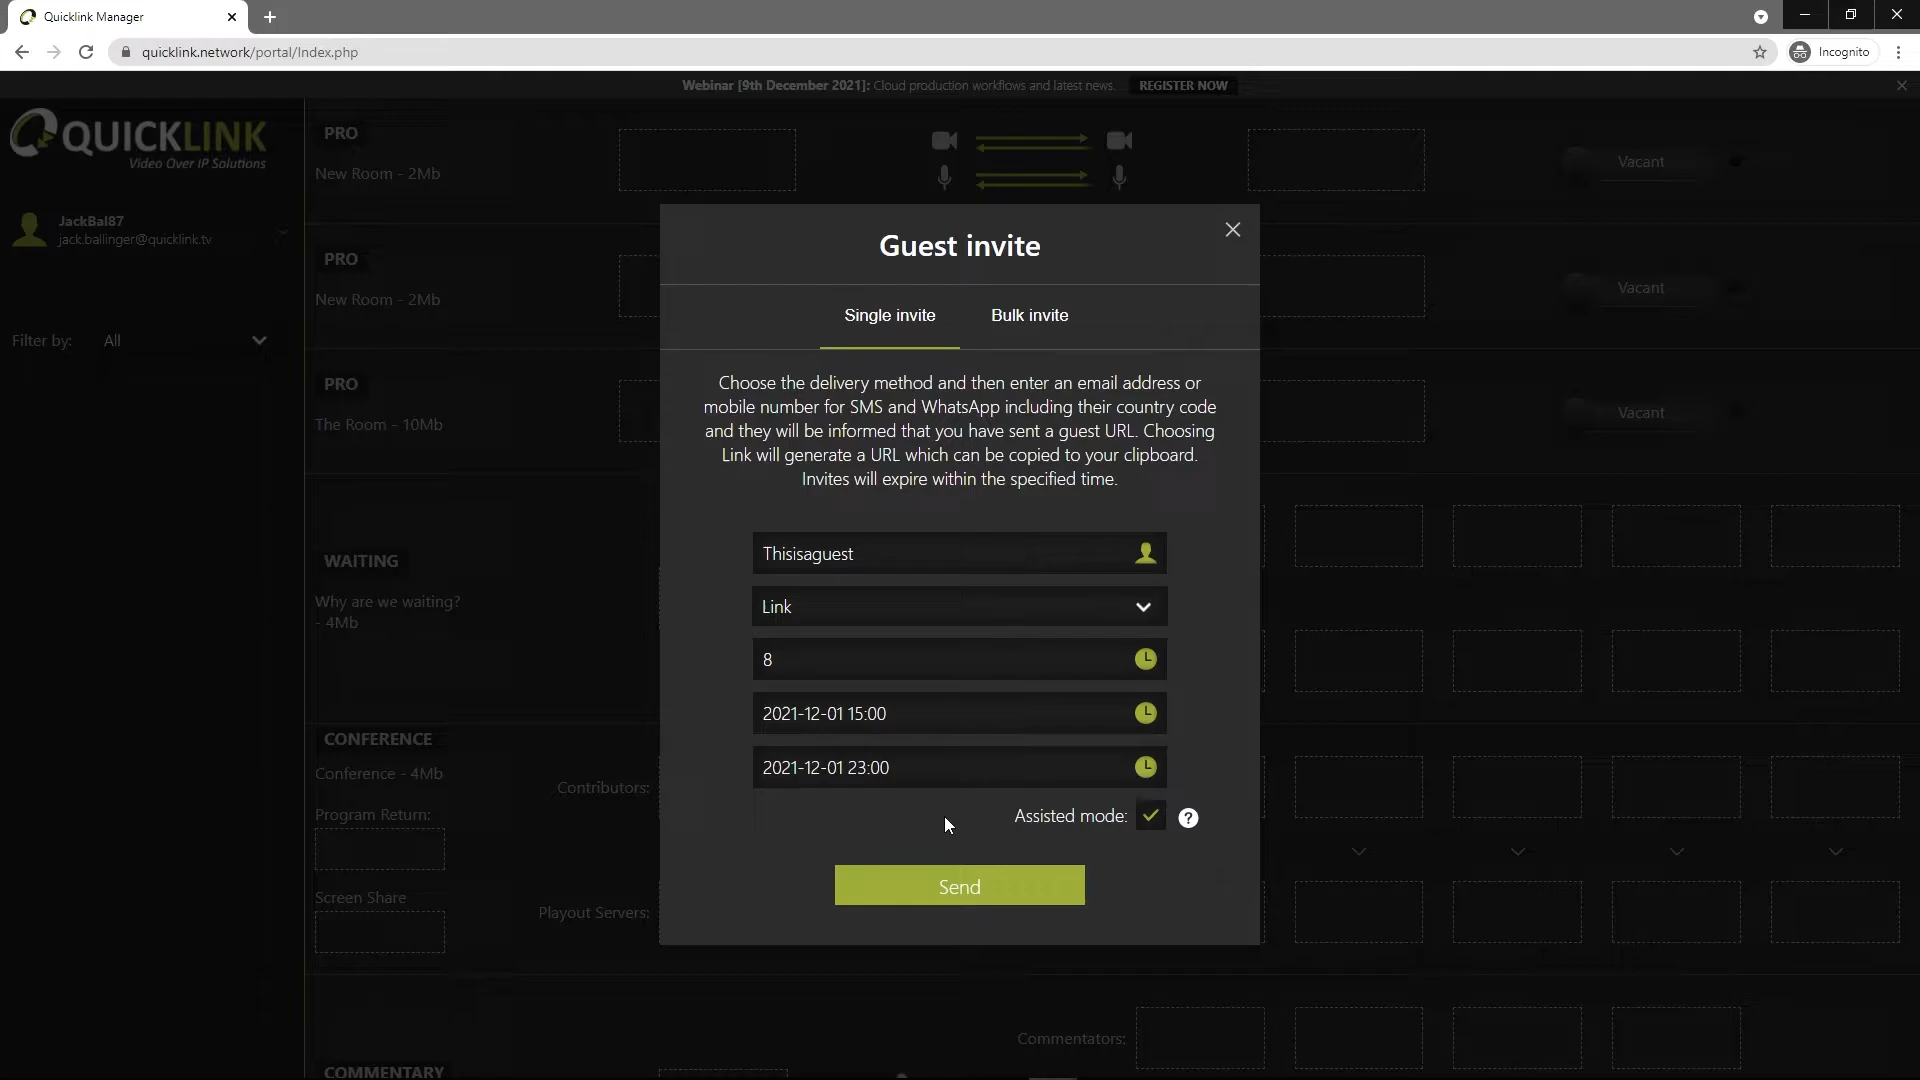 Quicklink Manager
quicklink.network/portal/Index.php
Incognito
Webinar [9th December 2021]: Cloud production workflows and latest news. REGISTER NOW
QUICKLINK
Video Over IP Solutions
JackBal87
jack.ballinger@quicklink.tv
Filter by: All
PRO
New Room - 2Mb
Vacant
PRO
New Room - 2Mb
Vacant
PRO
The Room - 10Mb
Vacant
WAITING
Why are we waiting?
- 4Mb
CONFERENCE
Conference - 4Mb
Contributors:
Program Return:
Screen Share
Playout Servers:
Commentators:
COMMENTARY
Guest invite
Single invite
Bulk invite
Choose the delivery method and then enter an email address or
mobile number for SMS and WhatsApp including their country code
and they will be informed that you have sent a guest URL. Choosing
Link will generate a URL which can be copied to your clipboard.
Invites will expire within the specified time.
Thisisaguest
Link
8
2021-12-01 15:00
2021-12-01 23:00
Assisted mode: ?
Send